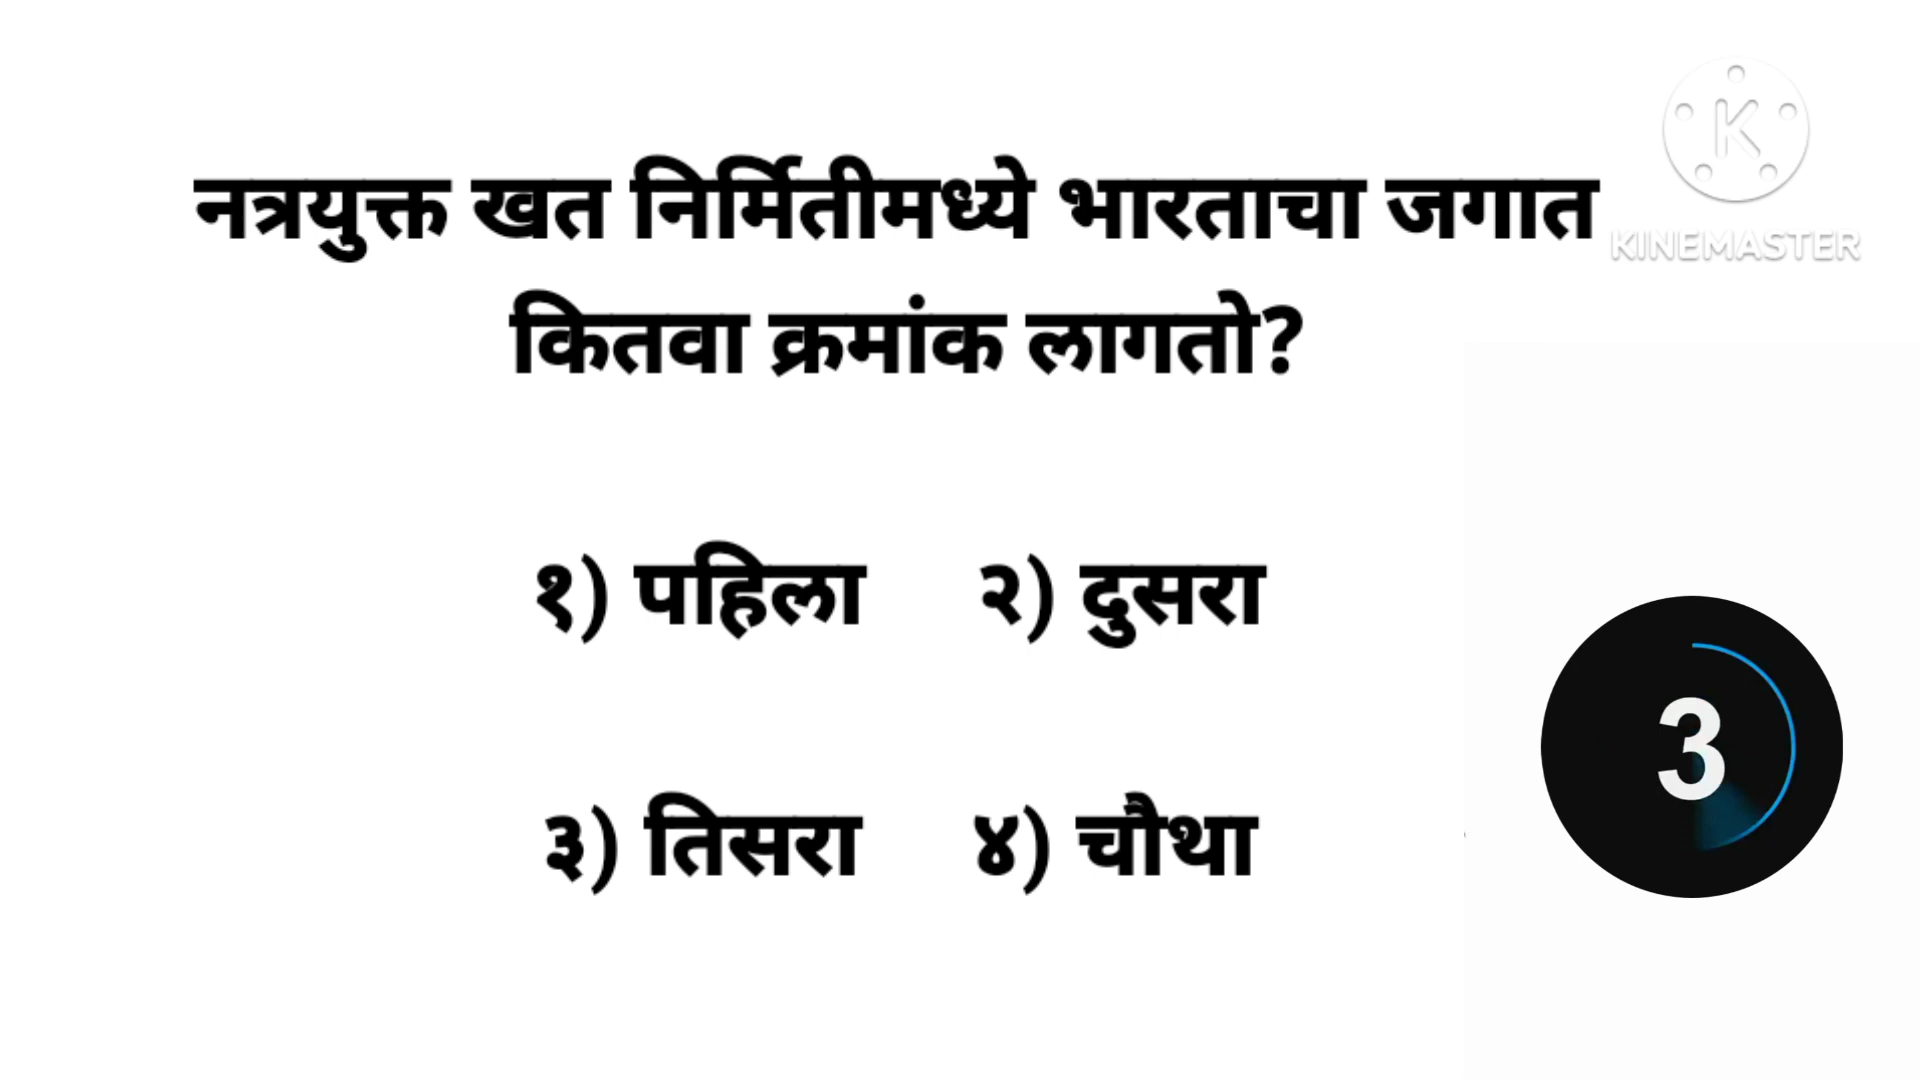 नत्रयुक्त खत निर्मितीमध्ये भारताचा जगात
कितवा क्रमांक लागतो?
१) पहिला २) दुसरा
३) तिसरा ४) चौथा
K
KINEMASTER
3